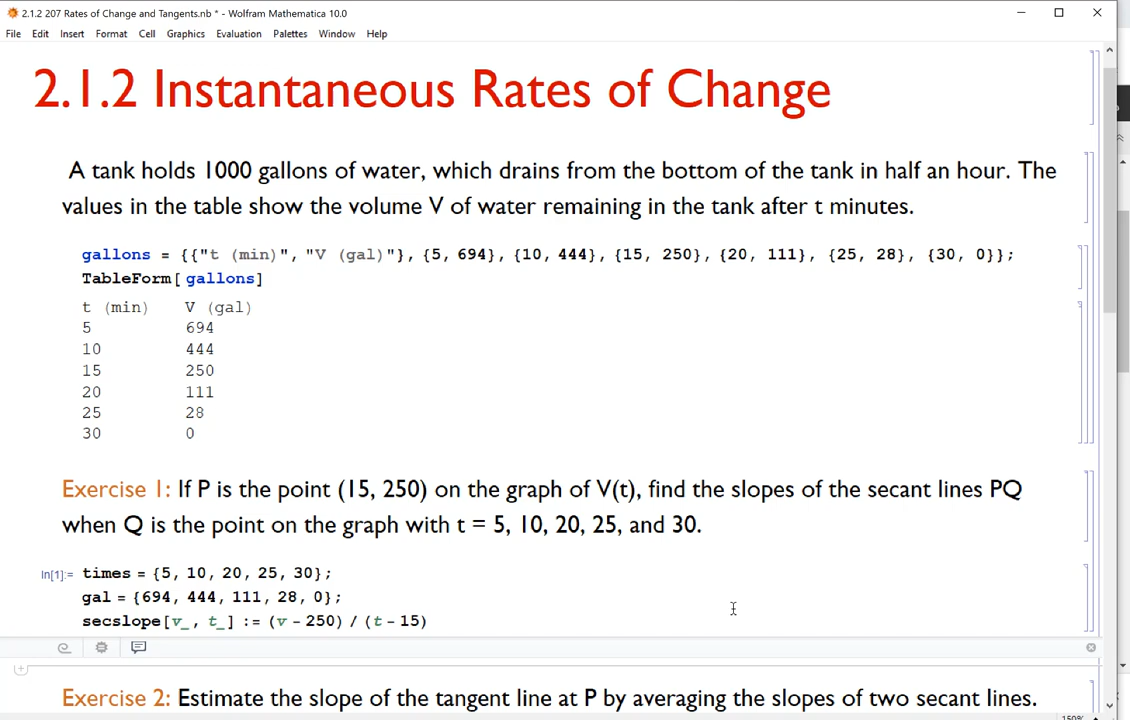 2.1.2 207 Rates of Change and Tangents.nb * - Wolfram Mathematica 10.0
File Edit Insert Format Cell Graphics Evaluation Palettes Window Help
2.1.2 Instantaneous Rates of Change
A tank holds 1000 gallons of water, which drains from the bottom of the tank in half an hour. The
values in the table show the volume V of water remaining in the tank after t minutes.
gallons = {{"t (min)", "V (gal)"}, {5, 694}, {10, 444}, {15, 250}, {20, 111}, {25, 28}, {30, 0}};
TableForm[gallons]
t (min) V (gal)
5 694
10 444
15 250
20 111
25 28
30 0
Exercise 1: If P is the point (15, 250) on the graph of V(t), find the slopes of the secant lines PQ
when Q is the point on the graph with t = 5, 10, 20, 25, and 30.
In[1]:= times = {5, 10, 20, 25, 30};
gal = {694, 444, 111, 28, 0};
secslope[v_, t_] := (v - 250) / (t - 15)
Exercise 2: Estimate the slope of the tangent line at P by averaging the slopes of two secant lines.
150%